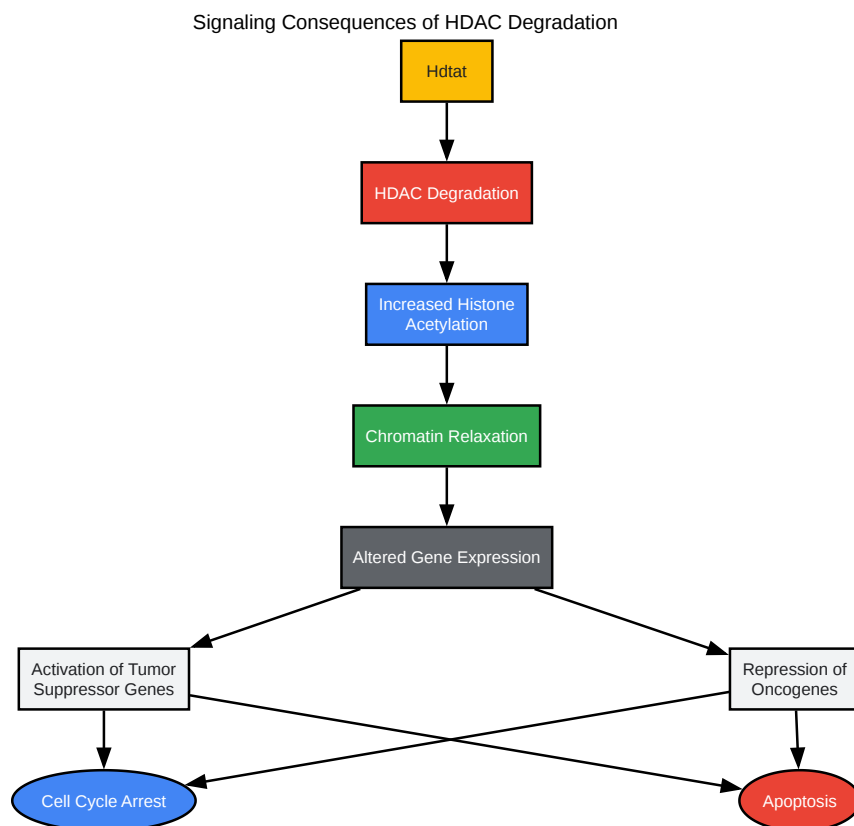 Signaling Consequences of HDAC Degradation
Hdtat
HDAC Degradation
Increased Histone
Acetylation
Chromatin Relaxation
Altered Gene Expression
Activation of Tumor
Suppressor Genes
Repression of
Oncogenes
Cell Cycle Arrest
Apoptosis